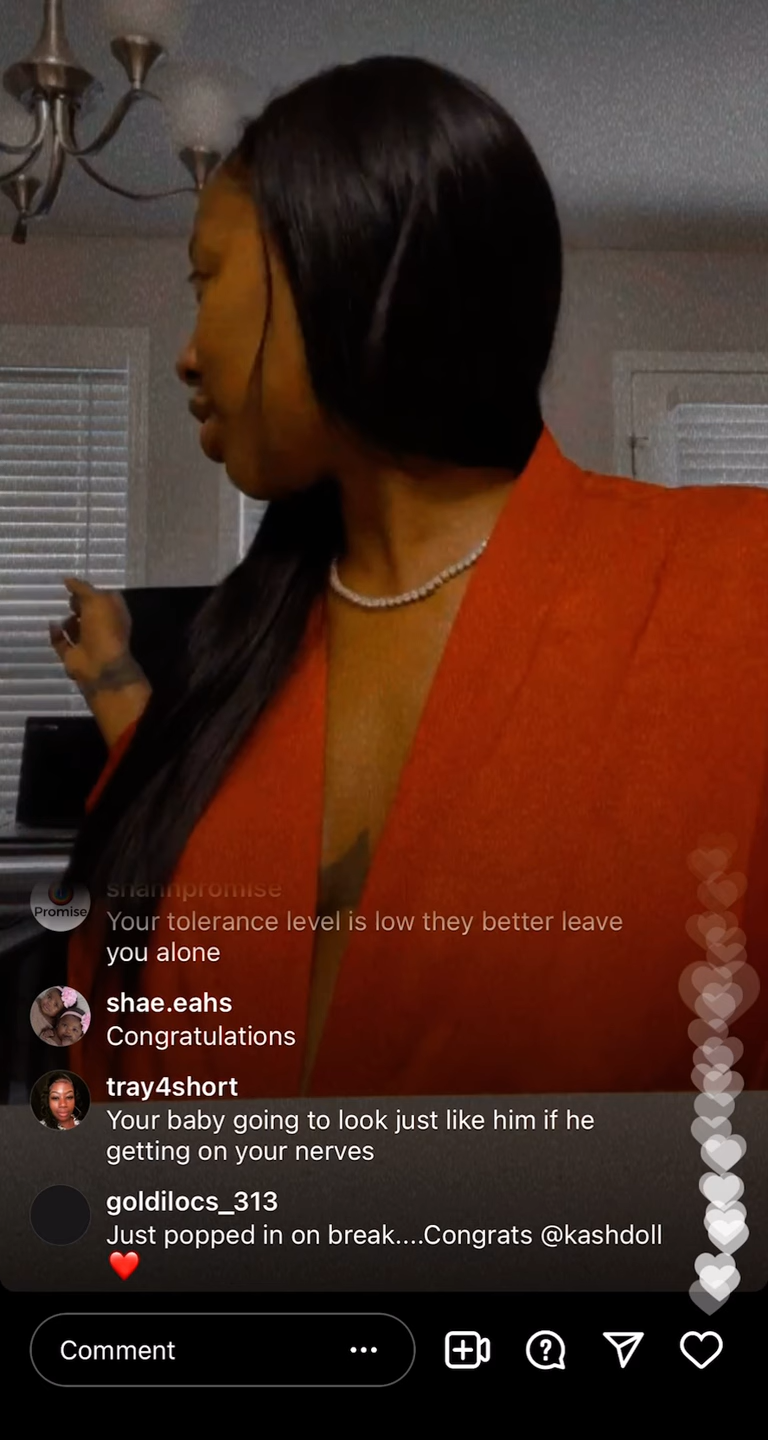 shannpromise
Promise
Your tolerance level is low they better leave
you alone
shae.eahs
Congratulations
tray4short
Your baby going to look just like him if he
getting on your nerves
goldilocs_313
Just popped in on break....Congrats @kashdoll
❤️
Comment